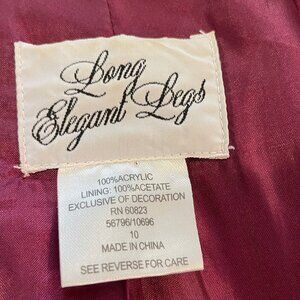 Long
Elegant Legs
100%ACRYLIC
LINING: 100%ACETATE
EXCLUSIVE OF DECORATION
RN 60823
56796/10696
10
MADE IN CHINA
SEE REVERSE FOR CARE